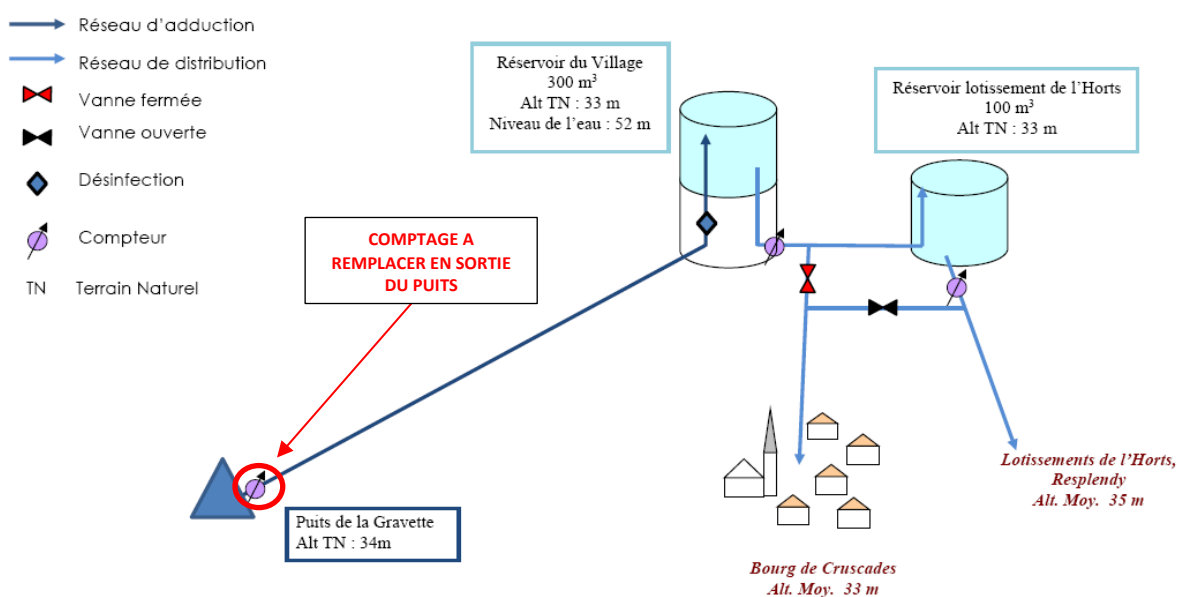 Réseau d'adduction
Réseau de distribution
Vanne fermée
Vanne ouverte
Désinfection
Compteur
TN Terrain Naturel
COMPTAGE A
REMPLACER EN SORTIE
DU PUITS
Réservoir du Village
300 m³
Alt TN : 33 m
Niveau de l'eau : 52 m
Réservoir lotissement de l'Horts
100 m³
Alt TN : 33 m
Puits de la Gravette
Alt TN : 34m
Lotissements de l'Horts,
Resplendy
Alt. Moy. 35 m
Bourg de Cruscades
Alt. Moy. 33 m